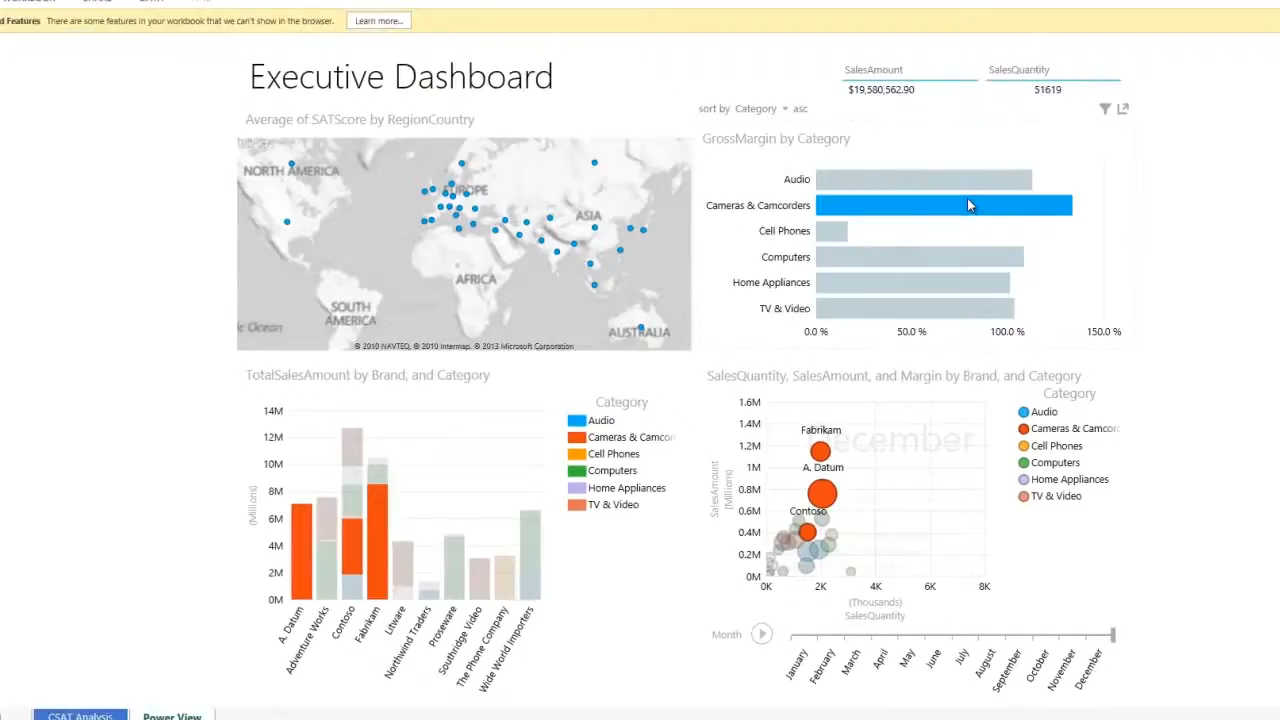 d Features There are some features in your workbook that we can't show in the browser. Learn more...
Executive Dashboard
SalesAmount
$19,580,562.90
SalesQuantity
51619
sort by Category asc
Average of SATScore by RegionCountry
NORTH AMERICA
EUROPE
ASIA
AFRICA
SOUTH
AMERICA
AUSTRALIA
ic Ocean
© 2010 NAVTEQ, © 2010 Intermap, © 2013 Microsoft Corporation
GrossMargin by Category
Audio
Cameras & Camcorders
Cell Phones
Computers
Home Appliances
TV & Video
0.0 % 50.0 % 100.0 % 150.0 %
TotalSalesAmount by Brand, and Category
14M
12M
10M
8M
6M
4M
2M
0M
(Millions)
A. Datum
Adventure Works
Contoso
Fabrikam
Litware
Northwind Traders
Proseware
Southridge Video
The Phone Company
Wide World Importers
Category
Audio
Cameras & Camcor
Cell Phones
Computers
Home Appliances
TV & Video
SalesQuantity, SalesAmount, and Margin by Brand, and Category
1.6M
1.4M
1.2M
1M
0.8M
0.6M
0.4M
0.2M
0M
SalesAmount
(Millions)
December
Fabrikam
A. Datum
Contoso
0K 2K 4K 6K 8K
(Thousands)
SalesQuantity
Category
Audio
Cameras & Camcor
Cell Phones
Computers
Home Appliances
TV & Video
Month
January
February
March
April
May
June
July
August
September
October
November
December
CSAT Analysis Power View